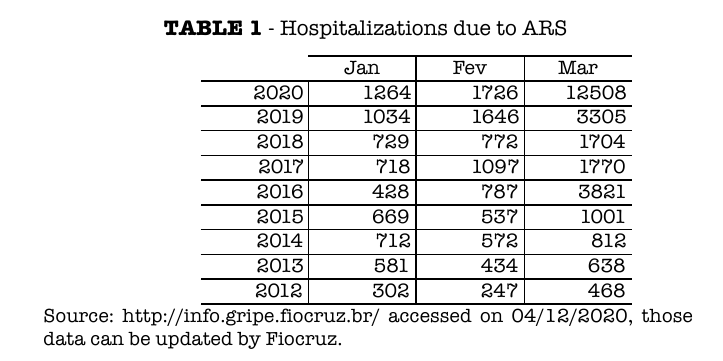 TABLE 1 - Hospitalizations due to ARS
Jan Fev Mar
2020 1264 1726 12508
2019 1034 1646 3305
2018 729 772 1704
2017 718 1097 1770
2016 428 787 3821
2015 669 537 1001
2014 712 572 812
2013 581 434 638
2012 302 247 468
Source: http://info.gripe.fiocruz.br/ accessed on 04/12/2020, those
data can be updated by Fiocruz.